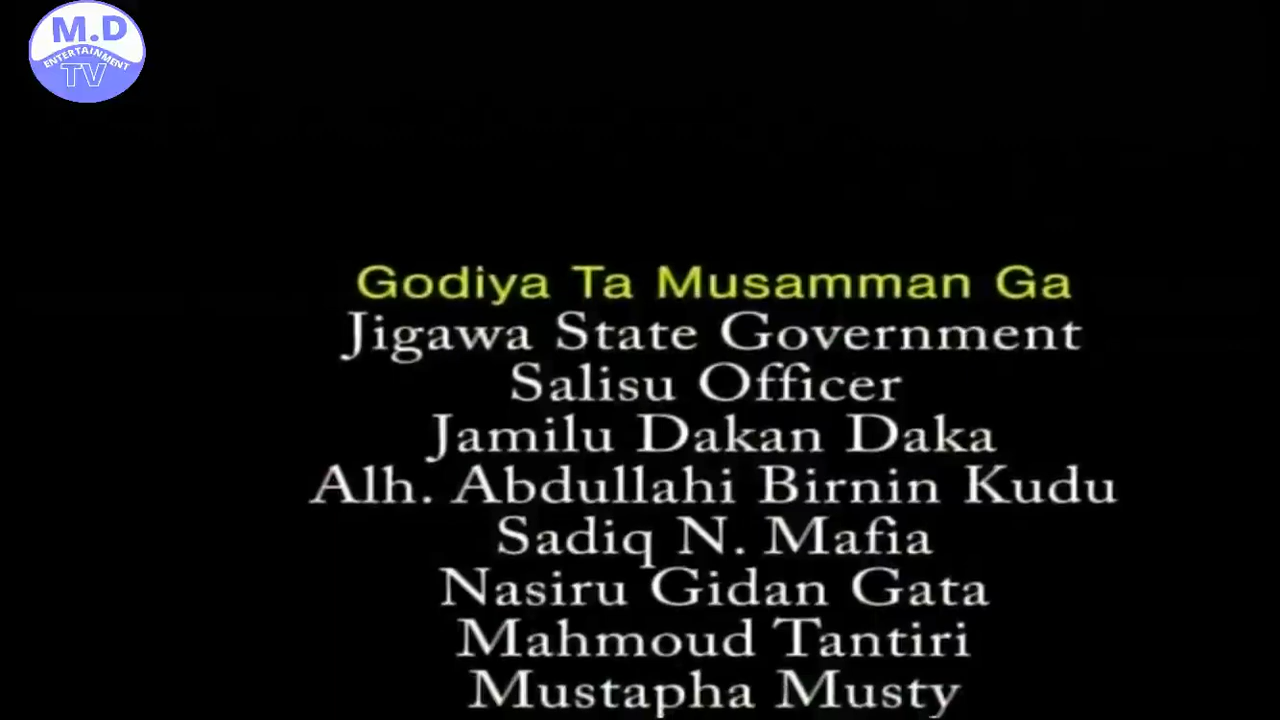 M.D
ENTERTAINMENT
TV
Godiya Ta Musamman Ga
Jigawa State Government
Salisu Officer
Jamilu Dakan Daka
Alh. Abdullahi Birnin Kudu
Sadiq N. Mafia
Nasiru Gidan Gata
Mahmoud Tantiri
Mustapha Musty